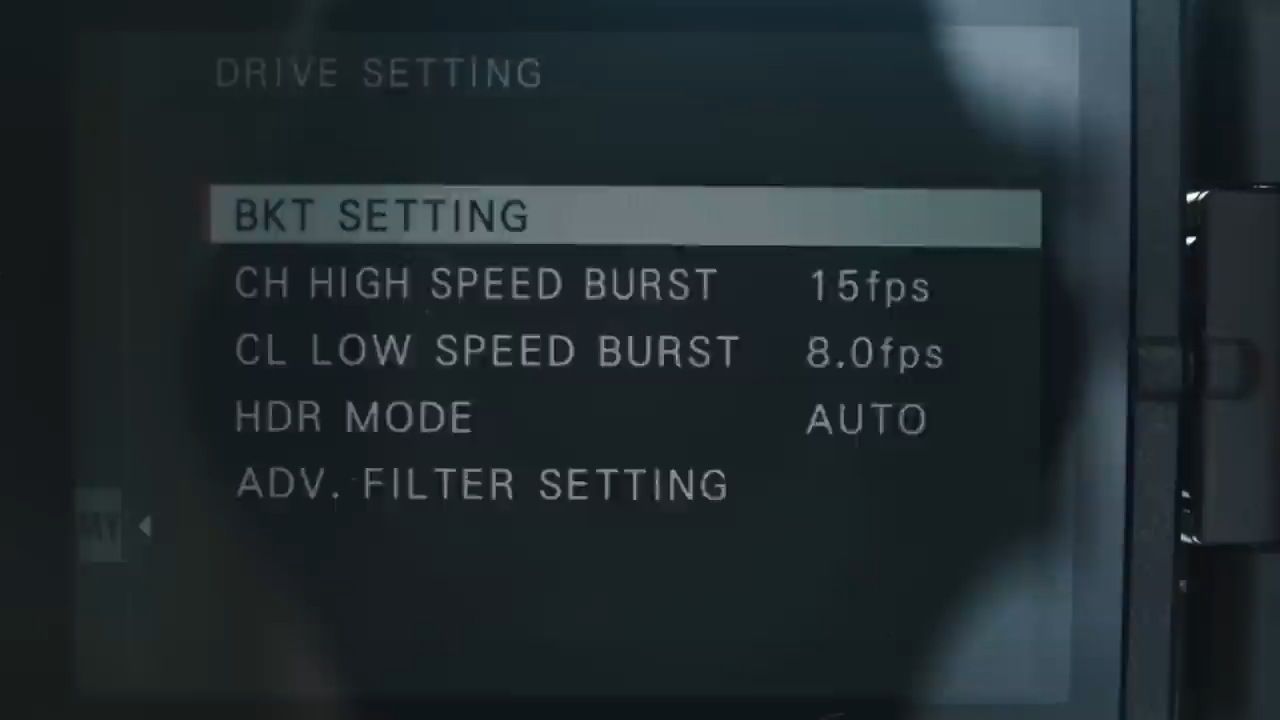 DRIVE SETTING
BKT SETTING
CH HIGH SPEED BURST 15fps
CL LOW SPEED BURST 8.0fps
HDR MODE AUTO
ADV. FILTER SETTING
MY